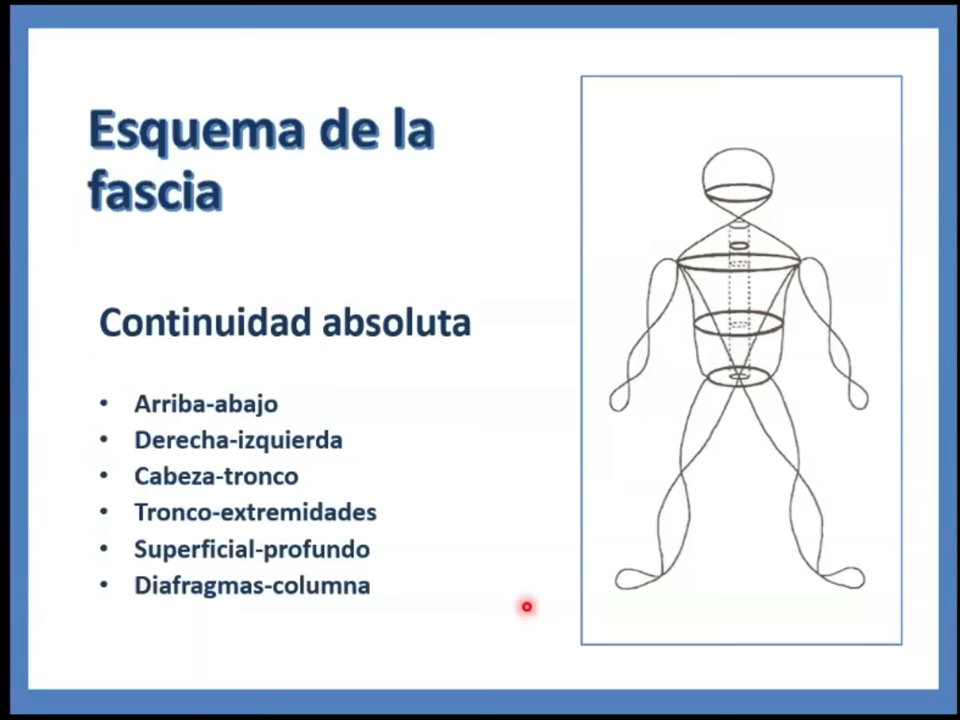 Esquema de la
fascia
Continuidad absoluta
• Arriba-abajo
• Derecha-izquierda
• Cabeza-tronco
• Tronco-extremidades
• Superficial-profundo
• Diafragmas-columna